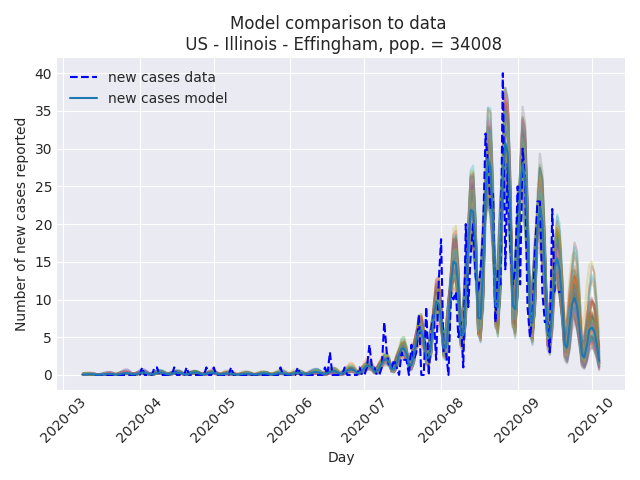 Model comparison to data
US - Illinois - Effingham, pop. = 34008
new cases data
new cases model
Number of new cases reported
40
35
30
25
20
15
10
5
0
2020-03
2020-04
2020-05
2020-06
2020-07
2020-08
2020-09
2020-10
Day